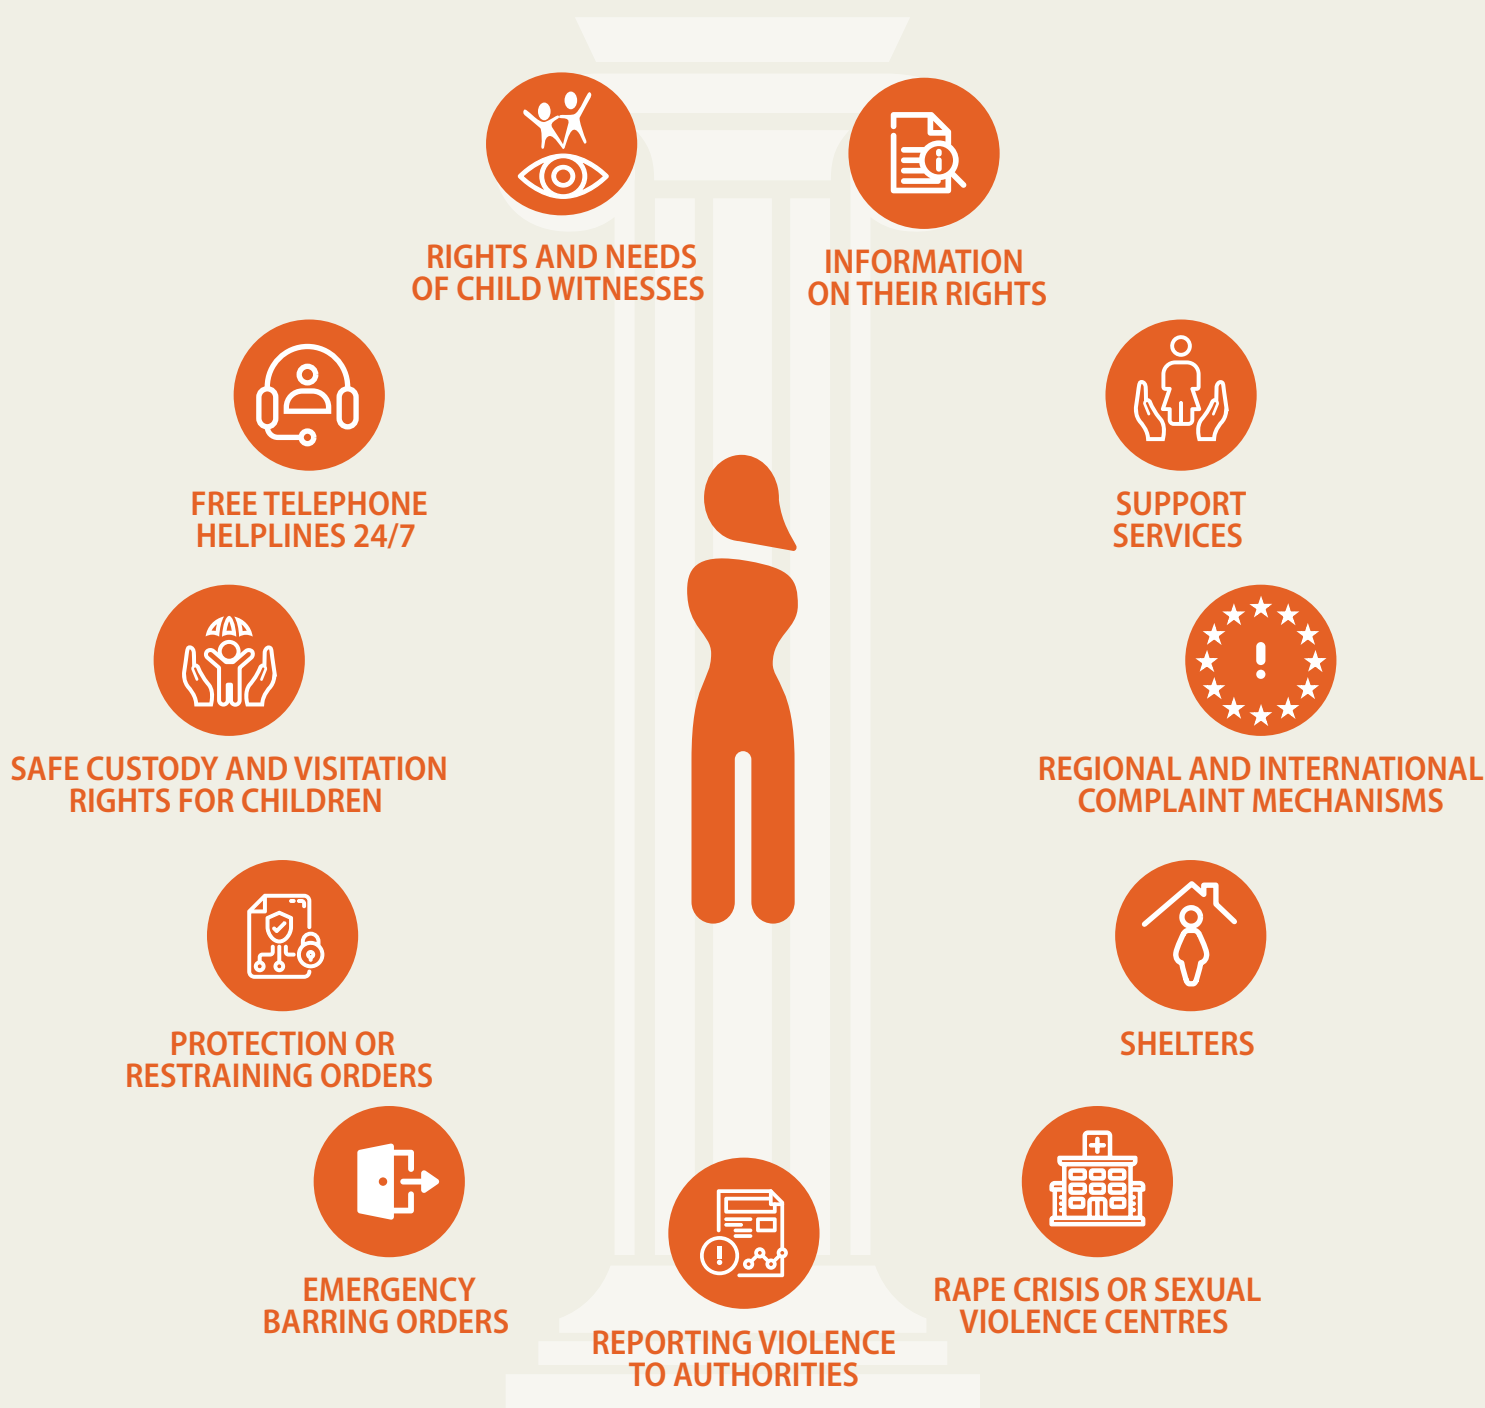 RIGHTS AND NEEDS
OF CHILD WITNESSES
INFORMATION
ON THEIR RIGHTS
FREE TELEPHONE
HELPLINES 24/7
SUPPORT
SERVICES
SAFE CUSTODY AND VISITATION
RIGHTS FOR CHILDREN
REGIONAL AND INTERNATIONAL
COMPLAINT MECHANISMS
PROTECTION OR
RESTRAINING ORDERS
SHELTERS
EMERGENCY
BARRING ORDERS
REPORTING VIOLENCE
TO AUTHORITIES
RAPE CRISIS OR SEXUAL
VIOLENCE CENTRES